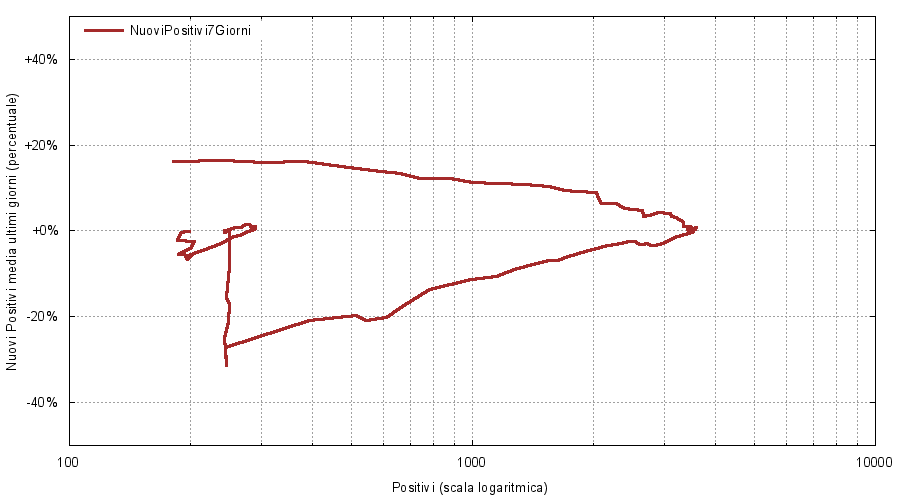 NuoviPositivi7Giorni
Nuovi Positivi media ultimi giorni (percentuale)
+40%
+20%
+0%
-20%
-40%
100
1000
10000
Positivi (scala logaritmica)